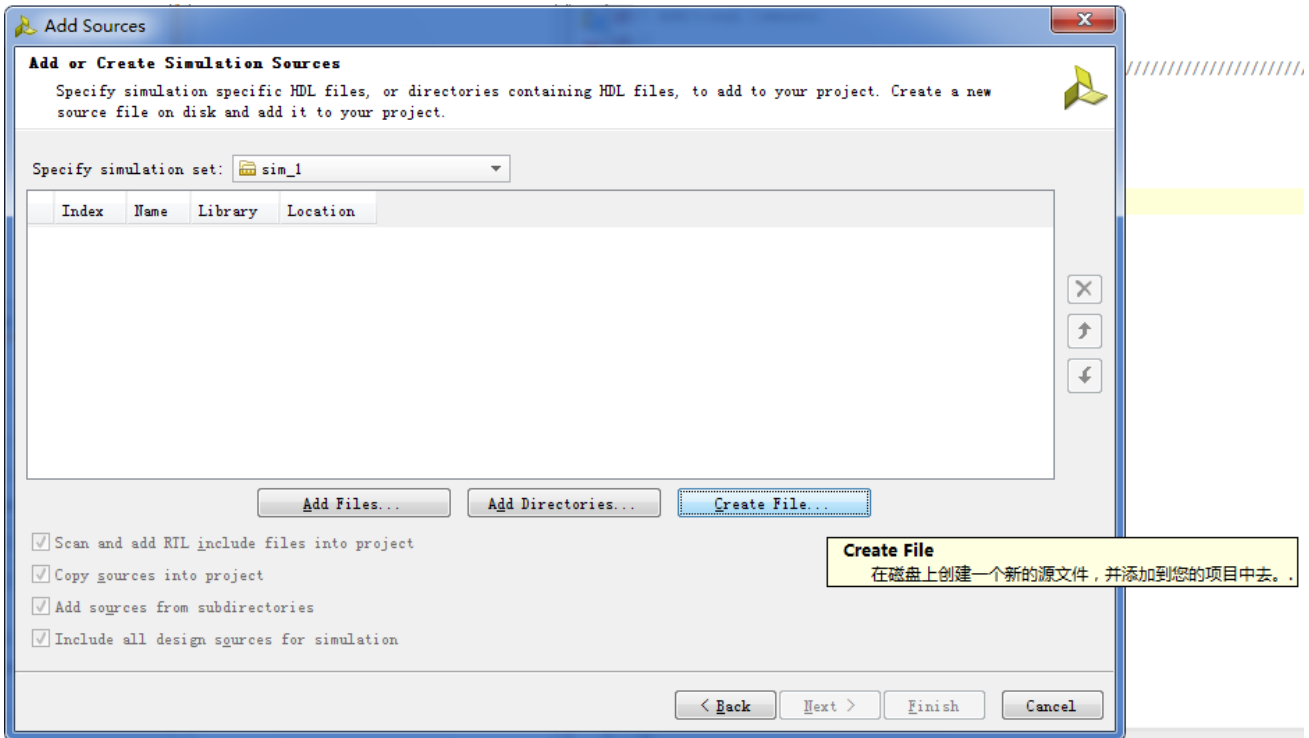 Add Sources
Add or Create Simulation Sources
Specify simulation specific HDL files, or directories containing HDL files, to add to your project. Create a new
source file on disk and add it to your project.
//////////////////////
Specify simulation set: sim_1
Index Name Library Location
Add Files... Add Directories... Create File...
Scan and add RTL include files into project
Create File
在磁盘上创建一个新的源文件，并添加到您的项目中去。.
Copy sources into project
Add sources from subdirectories
Include all design sources for simulation
< Back Next > Finish Cancel